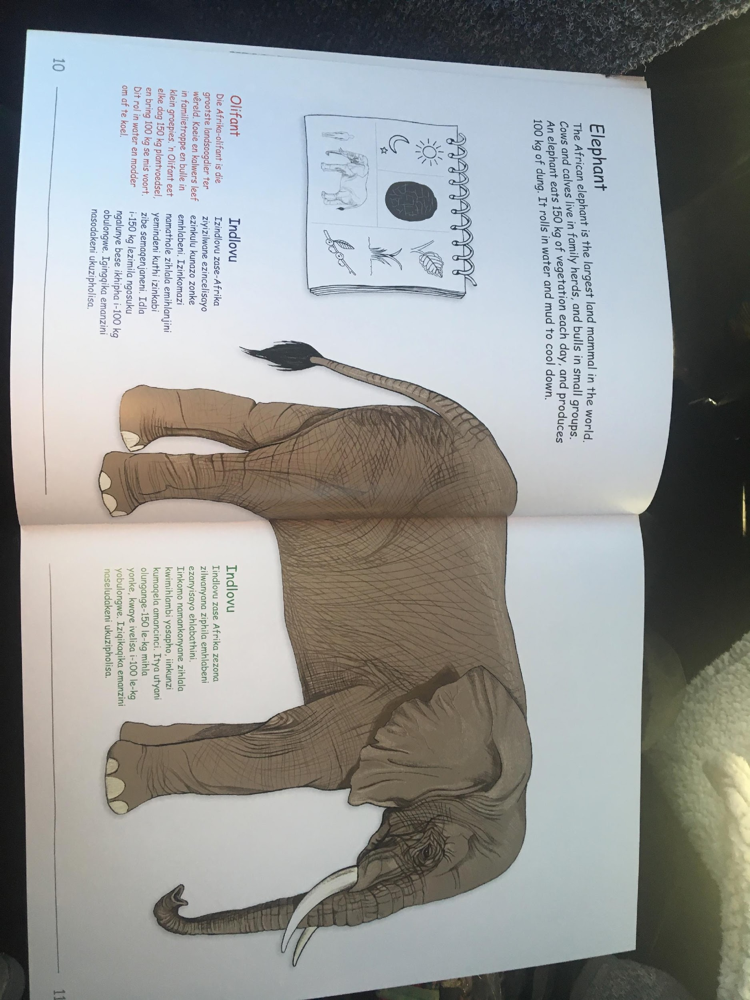 Elephant
The African elephant is the largest land mammal in the world.
Cows and calves live in family herds, and bulls in small groups.
An elephant eats 150 kg of vegetation each day, and produces
100 kg of dung. It rolls in water and mud to cool down.
Olifant
Die Afrika-olifant is die
grootste landsoogdier ter
wêreld. Koeie en kalwers leef
in familietroppe en bulle in
klein groepies. 'n Olifant eet
elke dag 150 kg plantvoedsel,
en bring 100 kg se mis voort.
Dit rol in water en modder
om af te koel.
Indlovu
Izindlovu zase-Afrika
ziyizilwane ezincelisayo
ezinkulu kunazo zonke
emhlabeni. Izinkomazi
namathole zihlala emihlanjini
yemindeni kuthi izinkabi
zibe semaqenjaneni. Idla
i-150 kg lezimila ngosuku
ngalunye bese ikhipha i-100 kg
obulongwe. Igingqika emanzini
nasodakeni ukuzipholisa.
10
Indlovu
Iindlovu zase Afrika zezona
zilwanyana ziphila emhlabeni
ezanyisayo ehlabathini.
Iinkomo namankonyane zihlala
kwimihlambi yosapho, iinkunzi
kumaqela amancinci. Itya utyani
olungange-150 le-kg mihla
yonke, kwaye ivelisa i-100 le-kg
yobulongwe. Iziqikaqika emanzini
naseludakeni ukuzipholisa.
11